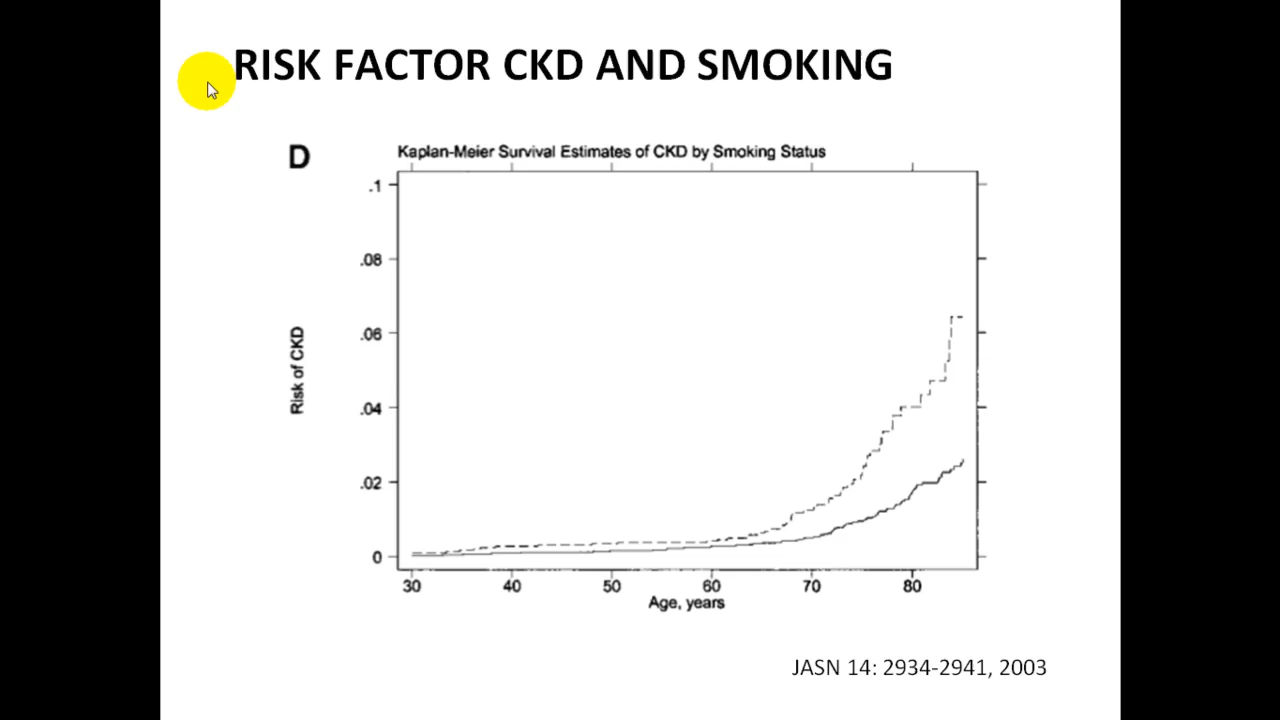 RISK FACTOR CKD AND SMOKING
D
Kaplan-Meier Survival Estimates of CKD by Smoking Status
.1
.08
.06
.04
.02
0
Risk of CKD
30 40 50 60 70 80
Age, years
JASN 14: 2934-2941, 2003